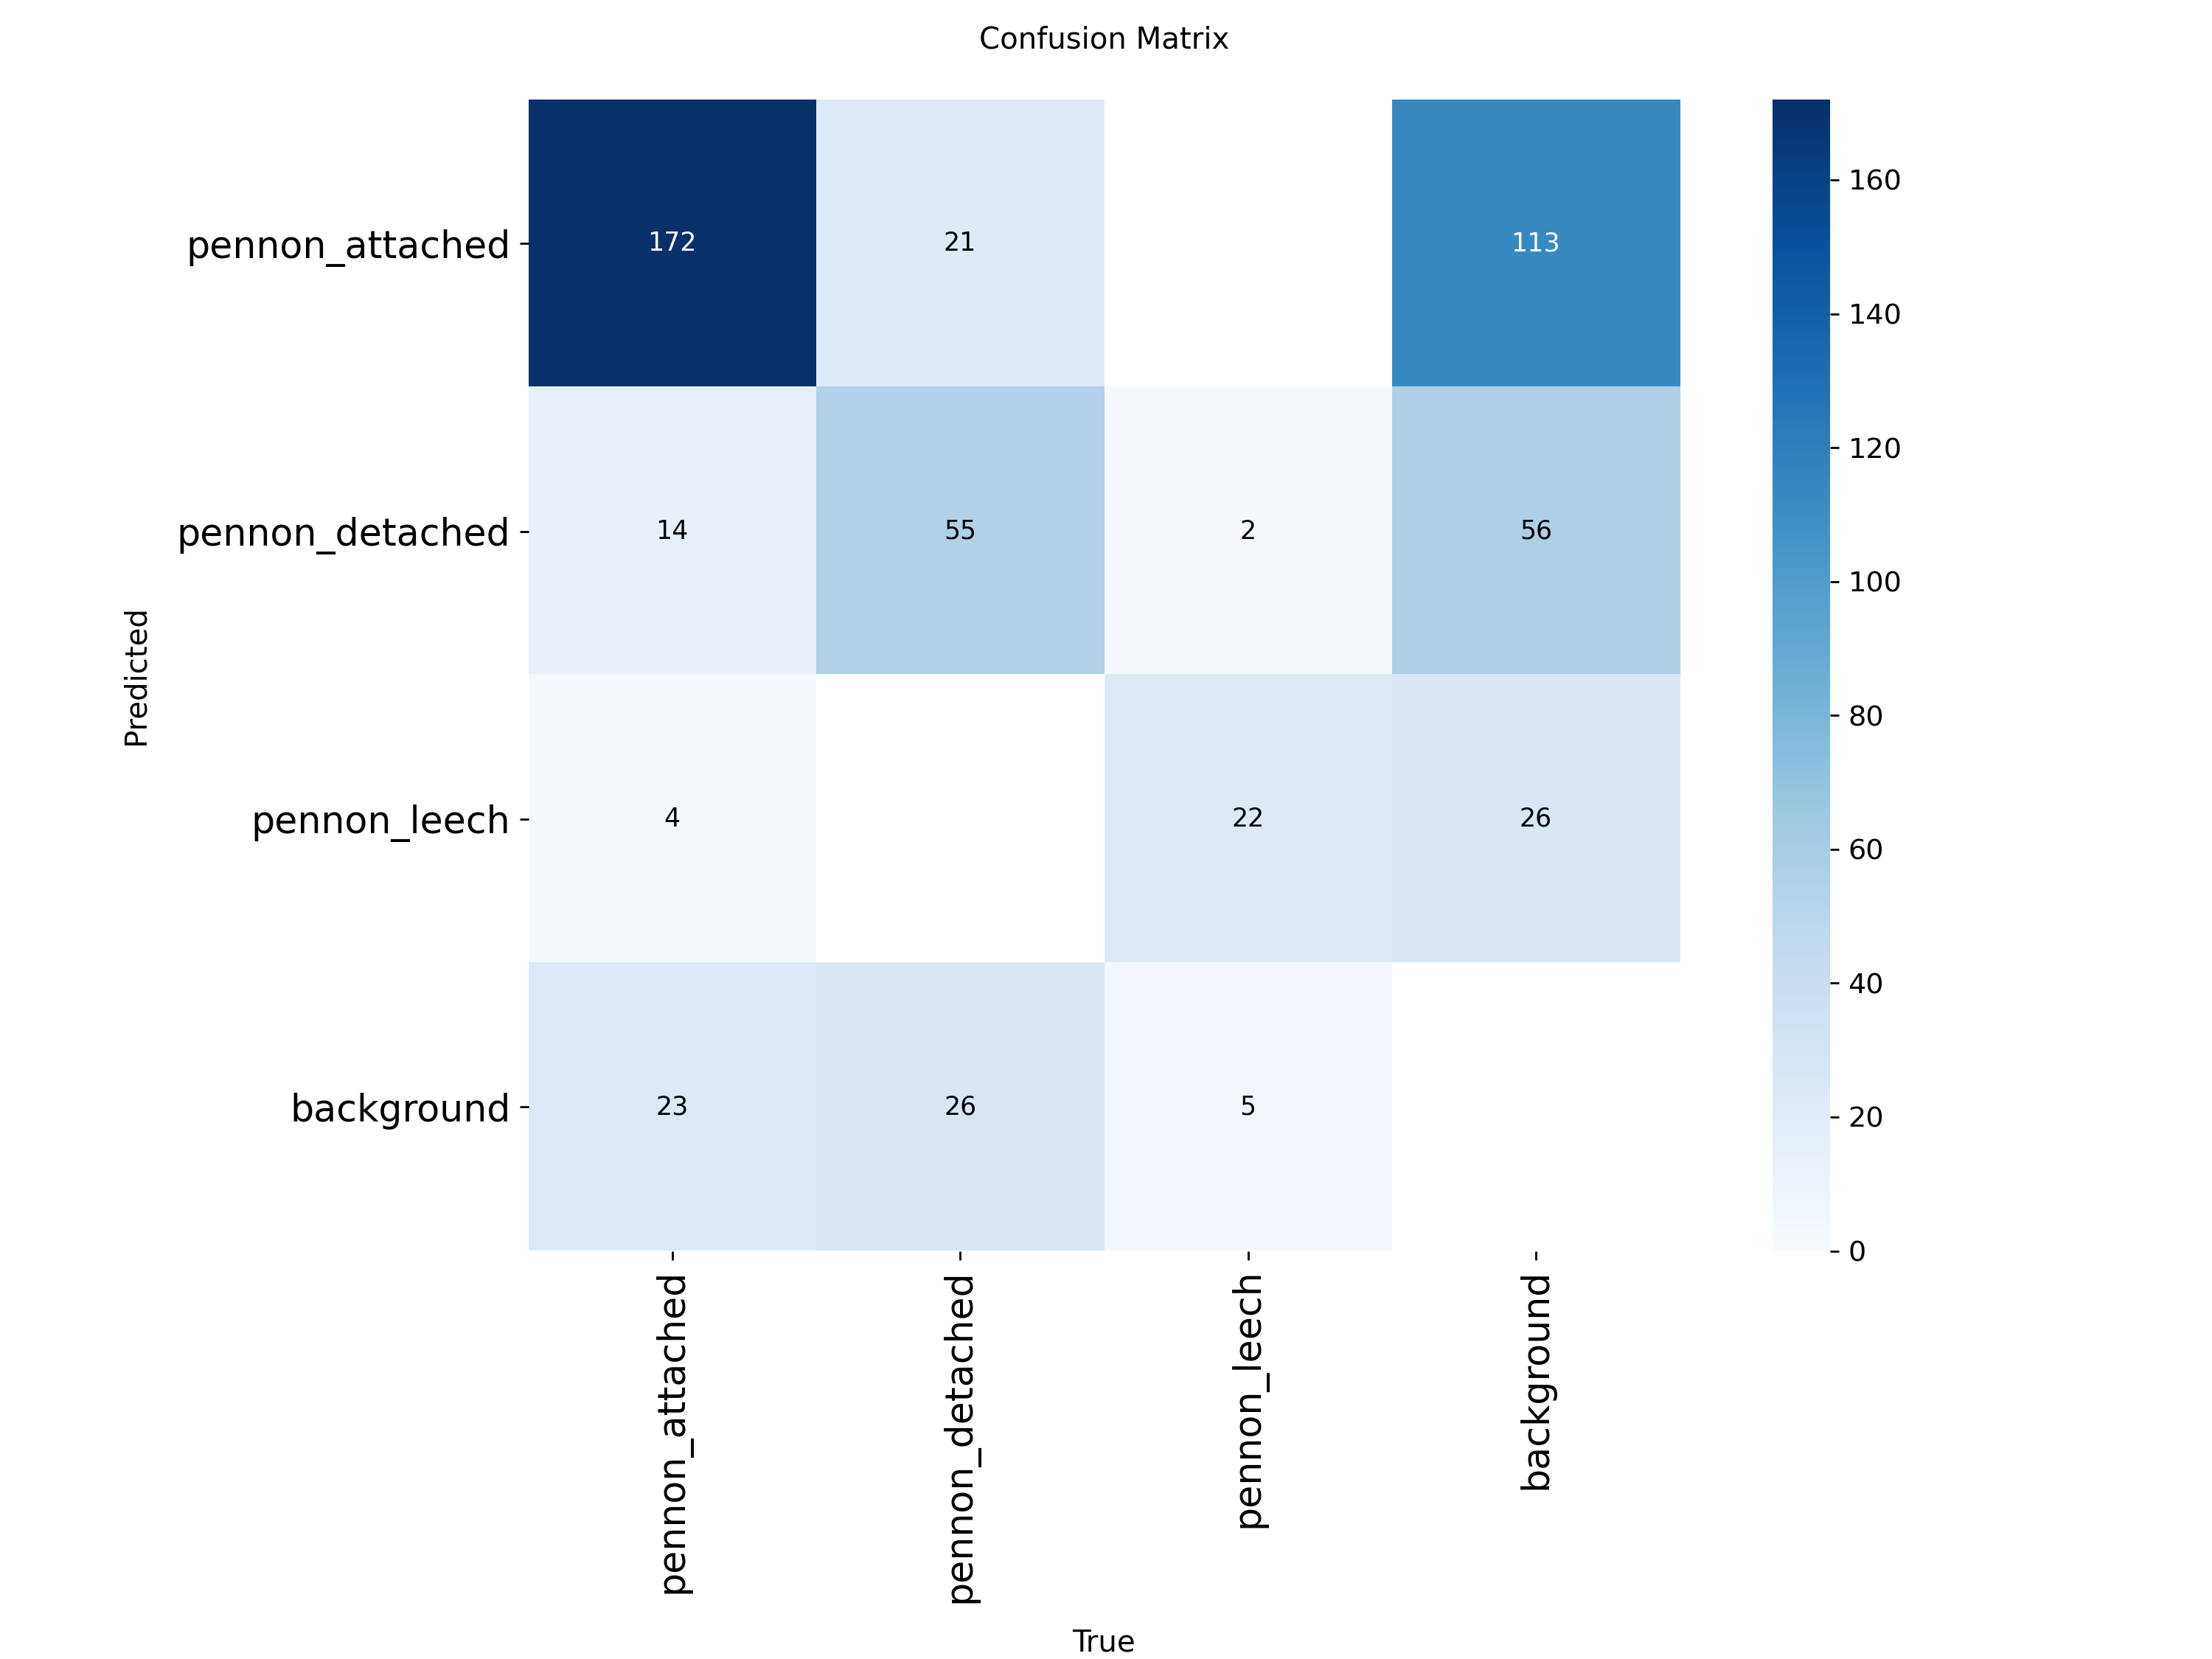 Confusion Matrix
pennon_attached
172
21
113
160
140
120
pennon_detached
14
55
2
56
100
80
Predicted
pennon_leech
4
22
26
60
40
background
23
26
5
20
0
pennon_attached
pennon_detached
pennon_leech
background
True